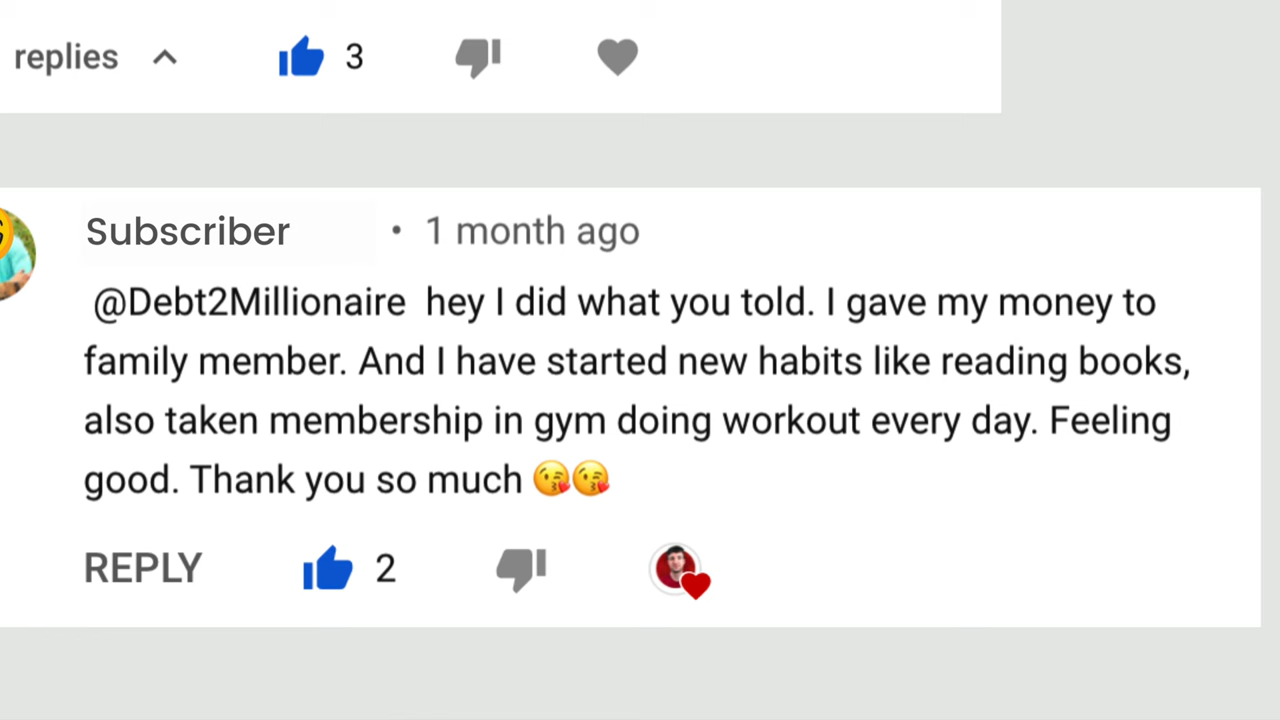 replies 3
Subscriber • 1 month ago
@Debt2Millionaire hey I did what you told. I gave my money to
family member. And I have started new habits like reading books,
also taken membership in gym doing workout every day. Feeling
good. Thank you so much 😘😘
REPLY 2